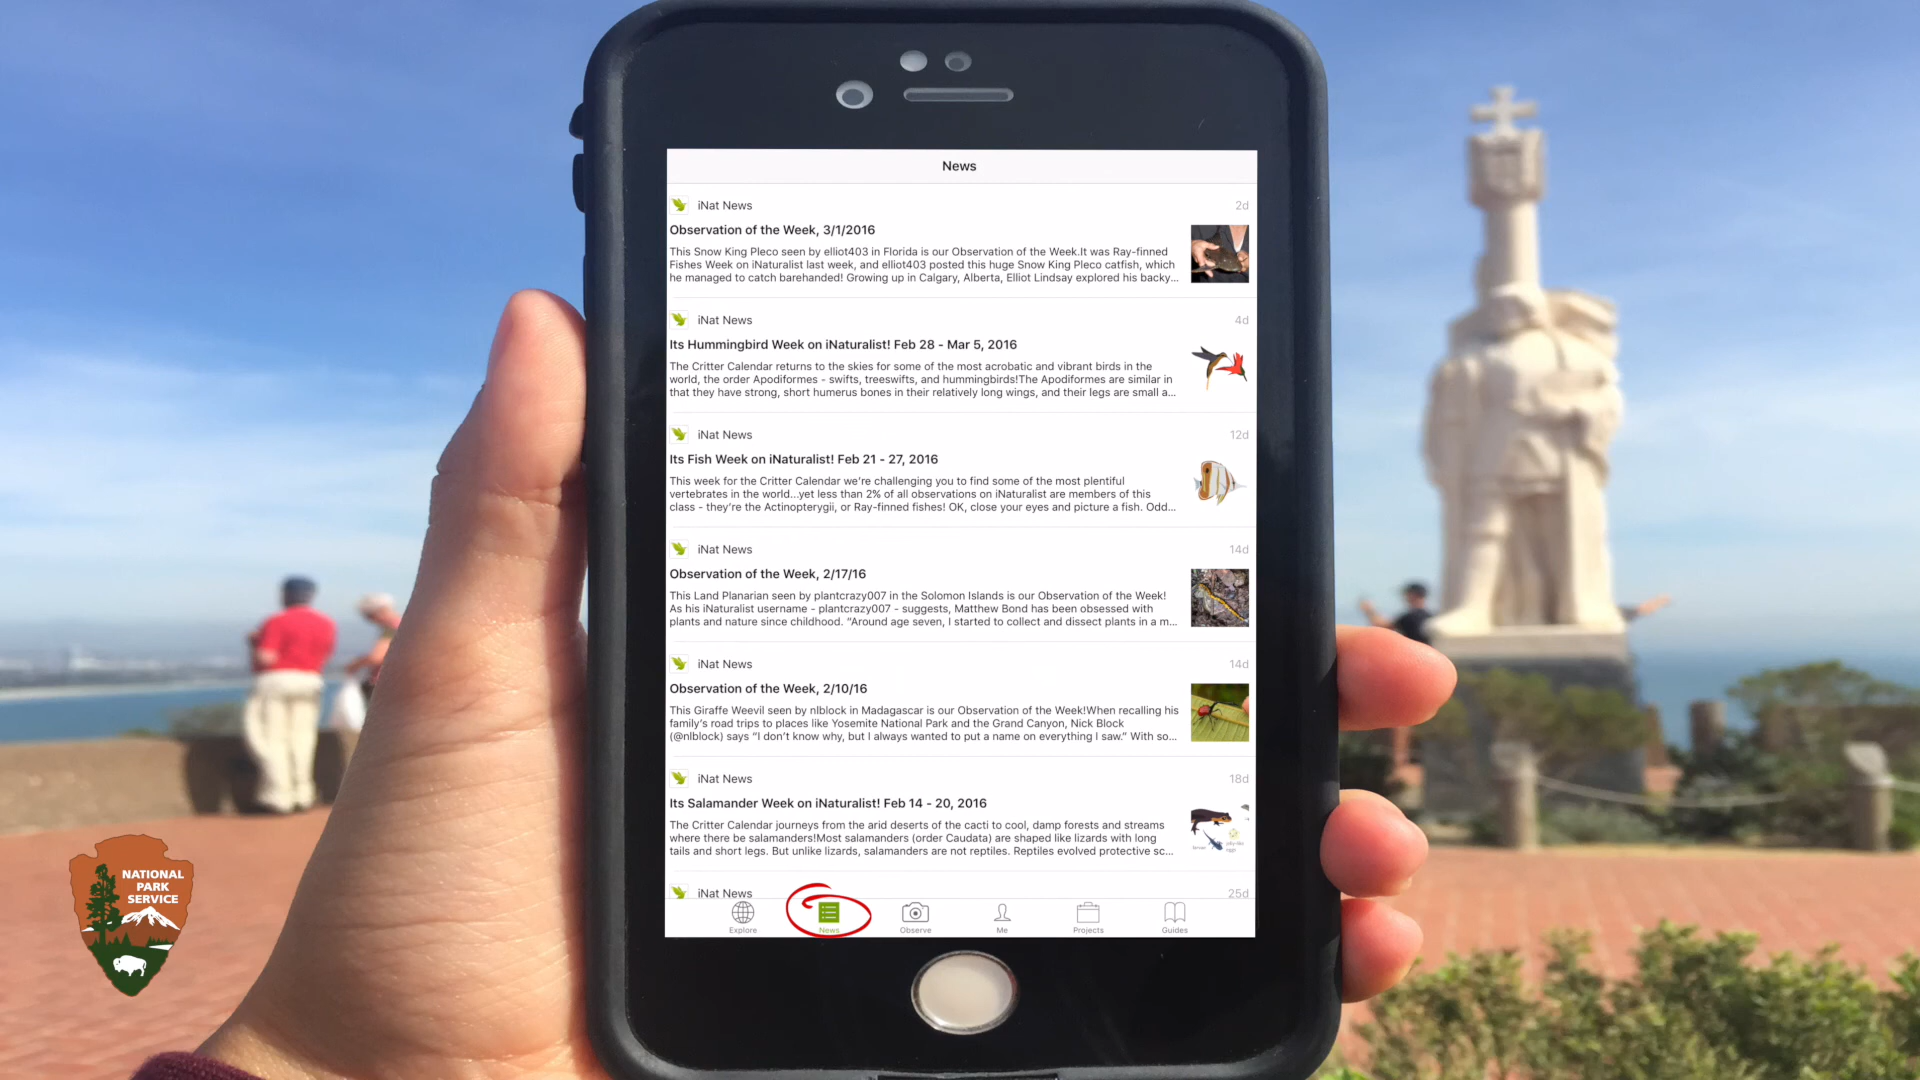 News
iNat News 2d
Observation of the Week, 3/1/2016
This Snow King Pleco seen by elliot403 in Florida is our Observation of the Week.It was Ray-finned
Fishes Week on iNaturalist last week, and elliot403 posted this huge Snow King Pleco catfish, which
he managed to catch barehanded! Growing up in Calgary, Alberta, Elliot Lindsay explored his backy...
iNat News 4d
Its Hummingbird Week on iNaturalist! Feb 28 - Mar 5, 2016
The Critter Calendar returns to the skies for some of the most acrobatic and vibrant birds in the
world, the order Apodiformes - swifts, treeswifts, and hummingbirds!The Apodiformes are similar in
that they have strong, short humerus bones in their relatively long wings, and their legs are small a...
iNat News 12d
Its Fish Week on iNaturalist! Feb 21 - 27, 2016
This week for the Critter Calendar we're challenging you to find some of the most plentiful
vertebrates in the world...yet less than 2% of all observations on iNaturalist are members of this
class - they're the Actinopterygii, or Ray-finned fishes! OK, close your eyes and picture a fish. Odd...
iNat News 14d
Observation of the Week, 2/17/16
This Land Planarian seen by plantcrazy007 in the Solomon Islands is our Observation of the Week!
As his iNaturalist username - plantcrazy007 - suggests, Matthew Bond has been obsessed with
plants and nature since childhood. “Around age seven, I started to collect and dissect plants in a m...
iNat News 14d
Observation of the Week, 2/10/16
This Giraffe Weevil seen by nlblock in Madagascar is our Observation of the Week!When recalling his
family's road trips to places like Yosemite National Park and the Grand Canyon, Nick Block
(@nlblock) says “I don't know why, but I always wanted to put a name on everything I saw.” With so...
iNat News 18d
Its Salamander Week on iNaturalist! Feb 14 - 20, 2016
The Critter Calendar journeys from the arid deserts of the cacti to cool, damp forests and streams
where there be salamanders!Most salamanders (order Caudata) are shaped like lizards with long
tails and short legs. But unlike lizards, salamanders are not reptiles. Reptiles evolved protective sc...
iNat News 25d
Explore News Observe Me Projects Guides
NATIONAL
PARK
SERVICE